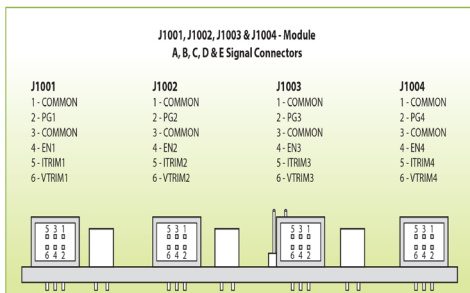 J1001, J1002, J1003 & J1004 - Module
A, B, C, D & E Signal Connectors
J1001
1 - COMMON
2 - PG1
3 - COMMON
4 - EN1
5 - ITRIM1
6 - VTRIM1
J1002
1 - COMMON
2 - PG2
3 - COMMON
4 - EN2
5 - ITRIM2
6 - VTRIM2
J1003
1 - COMMON
2 - PG3
3 - COMMON
4 - EN3
5 - ITRIM3
6 - VTRIM3
J1004
1 - COMMON
2 - PG4
3 - COMMON
4 - EN4
5 - ITRIM4
6 - VTRIM4
5 3 1
6 4 2
5 3 1
6 4 2
5 3 1
6 4 2
5 3 1
6 4 2